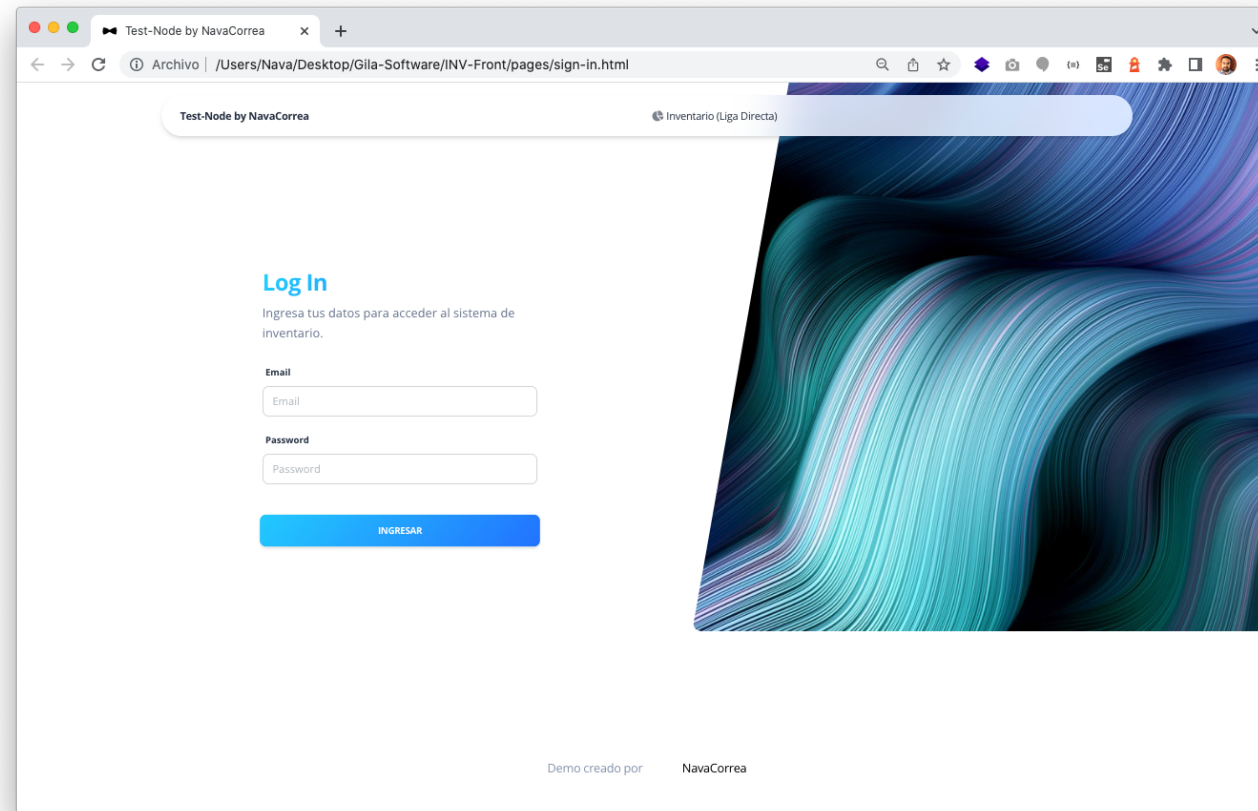 Test-Node by NavaCorrea
Archivo /Users/Nava/Desktop/Gila-Software/INV-Front/pages/sign-in.html
Se
Test-Node by NavaCorrea
Inventario (Liga Directa)
Log In
Ingresa tus datos para acceder al sistema de
inventario.
Email
Email
Password
Password
INGRESAR
Demo creado por NavaCorrea